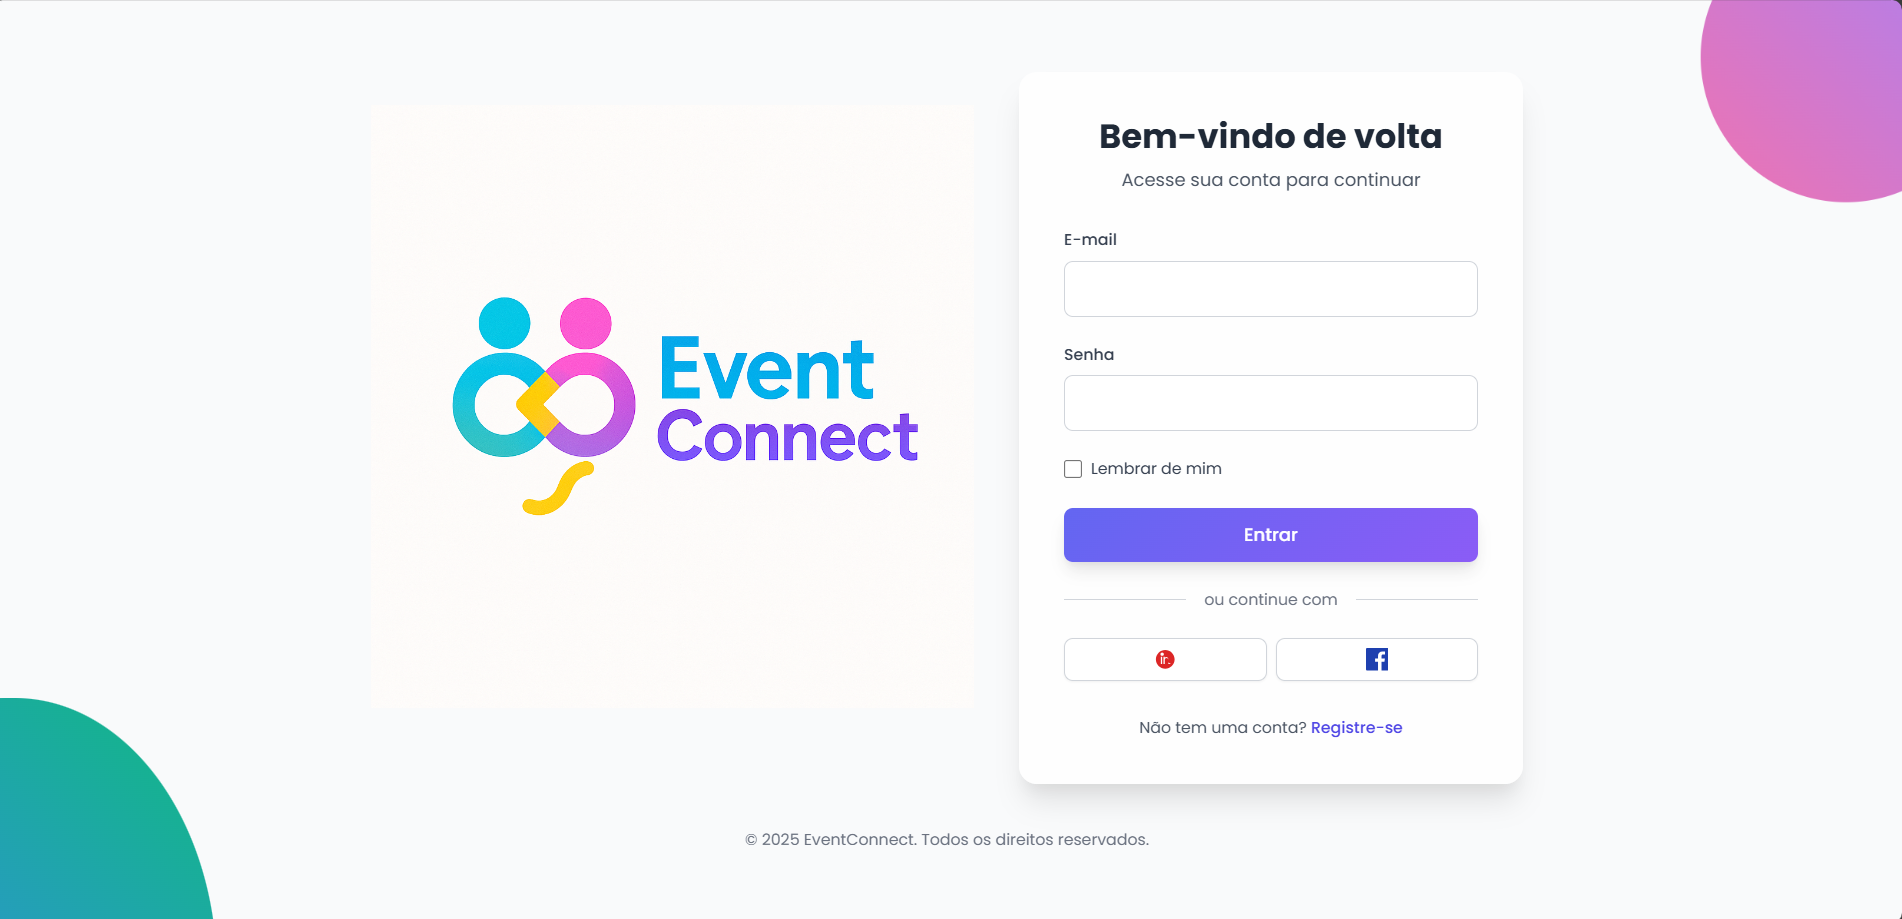 Event
Connect
Bem-vindo de volta
Acesse sua conta para continuar
E-mail
Senha
Lembrar de mim
Entrar
ou continue com
in.
Não tem uma conta? Registre-se
© 2025 EventConnect. Todos os direitos reservados.